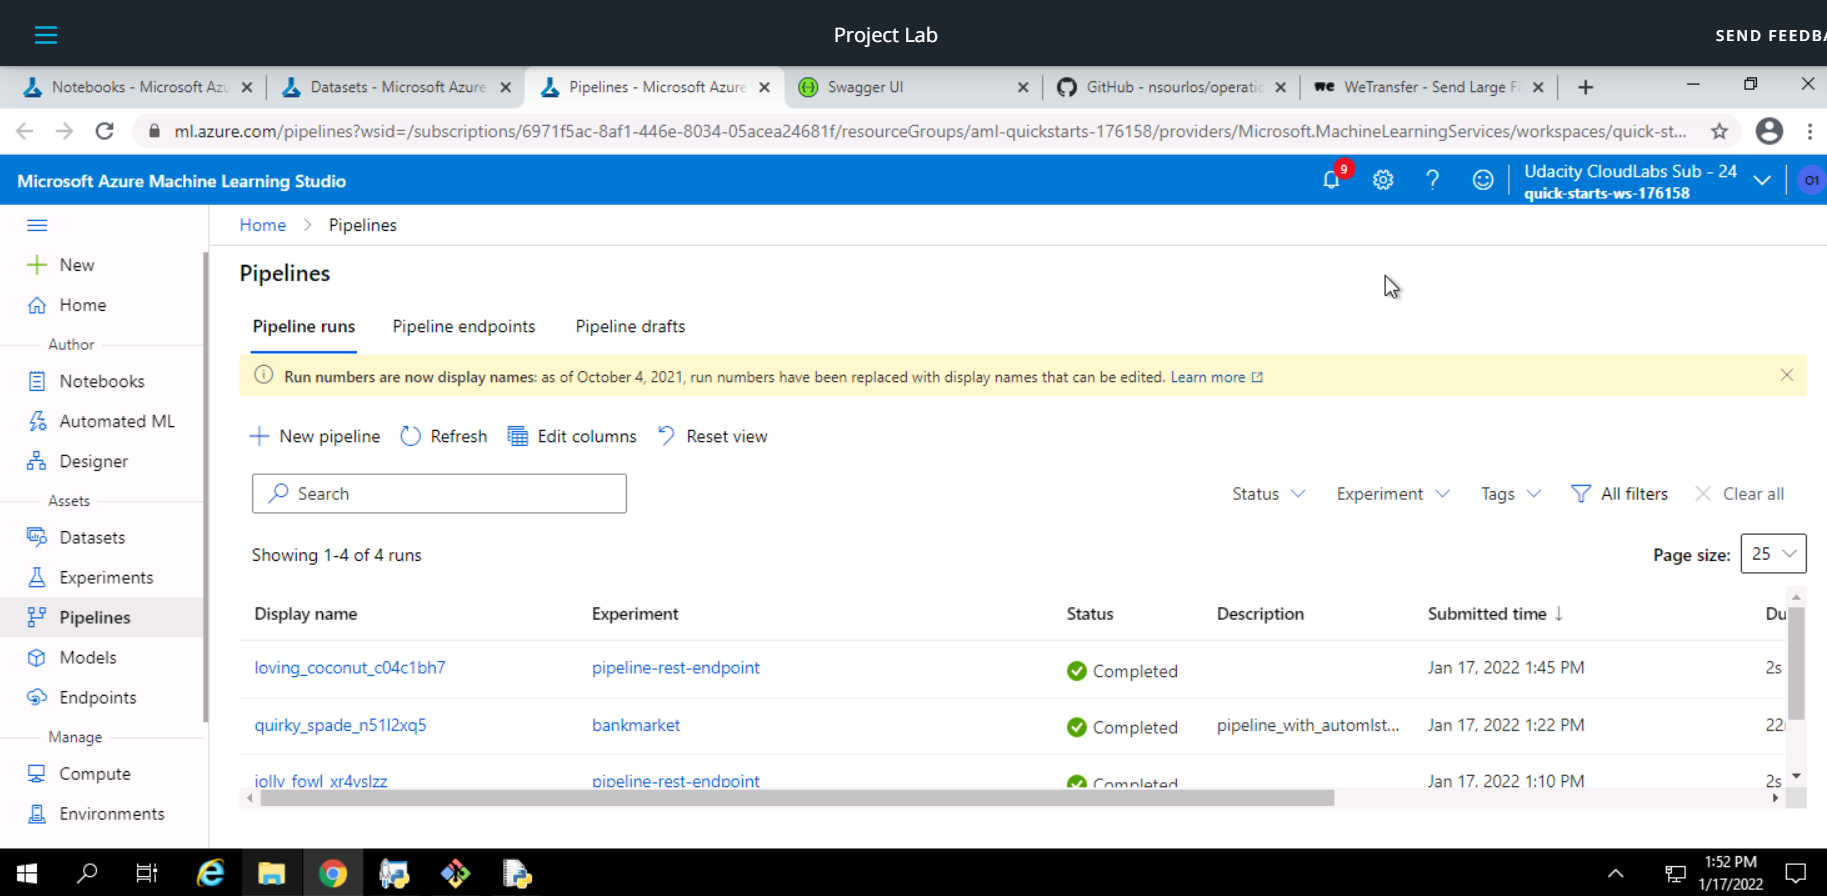 Project Lab
SEND FEEDBA
Notebooks - Microsoft Azu
Datasets - Microsoft Azure
Pipelines - Microsoft Azure
Swagger UI
GitHub - nsourlos/operatio
we WeTransfer - Send Large Fi
ml.azure.com/pipelines?wsid=/subscriptions/6971f5ac-8af1-446e-8034-05acea24681f/resourceGroups/aml-quickstarts-176158/providers/Microsoft.MachineLearningServices/workspaces/quick-st...
Microsoft Azure Machine Learning Studio
9
Udacity CloudLabs Sub - 24
quick-starts-ws-176158
O1
New
Home
Author
Notebooks
Automated ML
Designer
Assets
Datasets
Experiments
Pipelines
Models
Endpoints
Manage
Compute
Environments
Home > Pipelines
Pipelines
Pipeline runs Pipeline endpoints Pipeline drafts
Run numbers are now display names: as of October 4, 2021, run numbers have been replaced with display names that can be edited. Learn more
New pipeline Refresh Edit columns Reset view
Search
Status Experiment Tags All filters Clear all
Showing 1-4 of 4 runs
Page size: 25
Display name Experiment Status Description Submitted time ↓ Du
loving_coconut_c04c1bh7 pipeline-rest-endpoint Completed Jan 17, 2022 1:45 PM 2s
quirky_spade_n51l2xq5 bankmarket Completed pipeline_with_automlst... Jan 17, 2022 1:22 PM 22
jolly_fowl_xr4vslzz pipeline-rest-endpoint Completed Jan 17, 2022 1:10 PM 2s
1:52 PM
1/17/2022